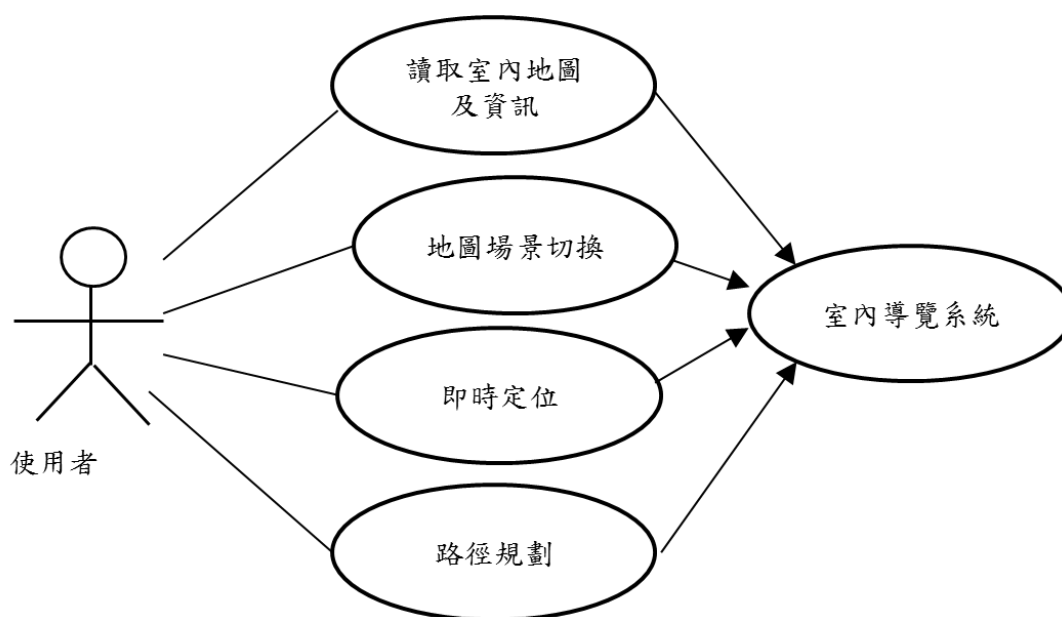 讀取室內地圖
及資訊
地圖場景切換
室內導覽系統
即時定位
使用者
路徑規劃